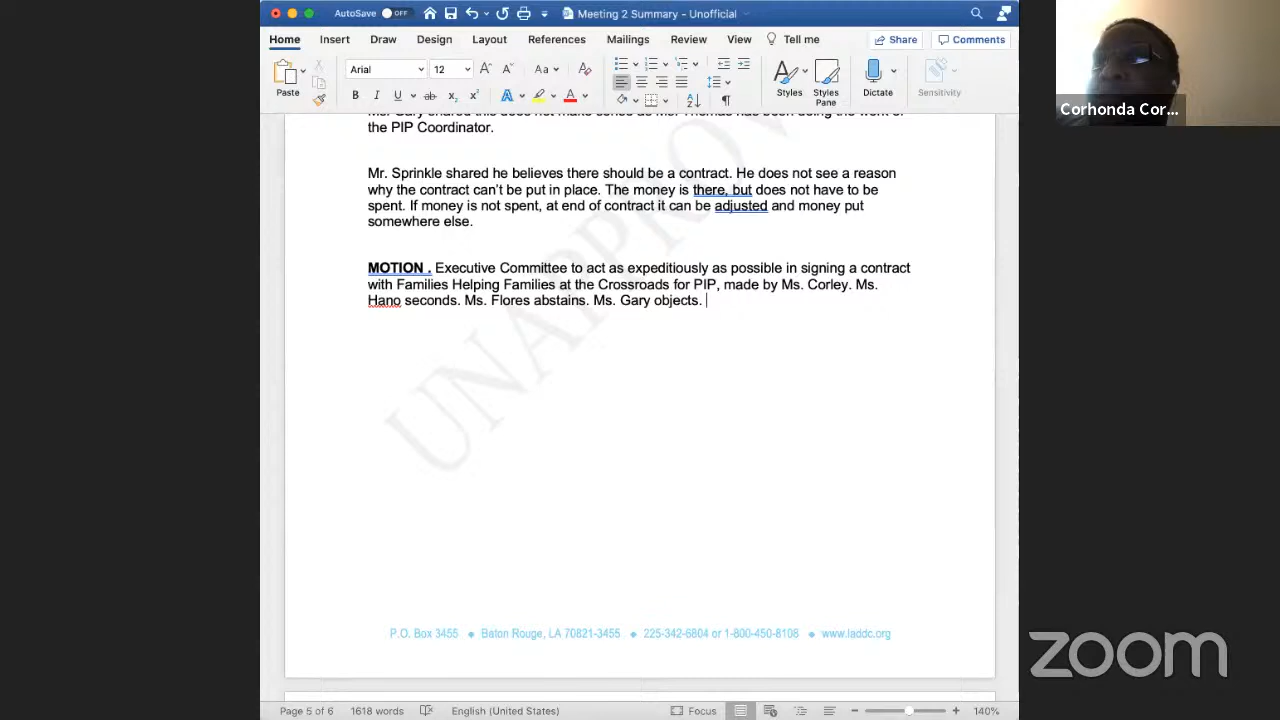 AutoSave OFF Meeting 2 Summary - Unofficial
Home Insert Draw Design Layout References Mailings Review View Tell me Share Comments
Arial 12 Aa
Paste Styles Styles Pane Dictate Sensitivity
the PIP Coordinator.
Mr. Sprinkle shared he believes there should be a contract. He does not see a reason
why the contract can't be put in place. The money is there, but does not have to be
spent. If money is not spent, at end of contract it can be adjusted and money put
somewhere else.
MOTION . Executive Committee to act as expeditiously as possible in signing a contract
with Families Helping Families at the Crossroads for PIP, made by Ms. Corley. Ms.
Hano seconds. Ms. Flores abstains. Ms. Gary objects.
UNAPPROV
P.O. Box 3455 ◆ Baton Rouge, LA 70821-3455 ◆ 225-342-6804 or 1-800-450-8108 ◆ www.laddc.org
Page 5 of 6 1618 words English (United States) Focus 140%
Corhonda Cor...
zoom